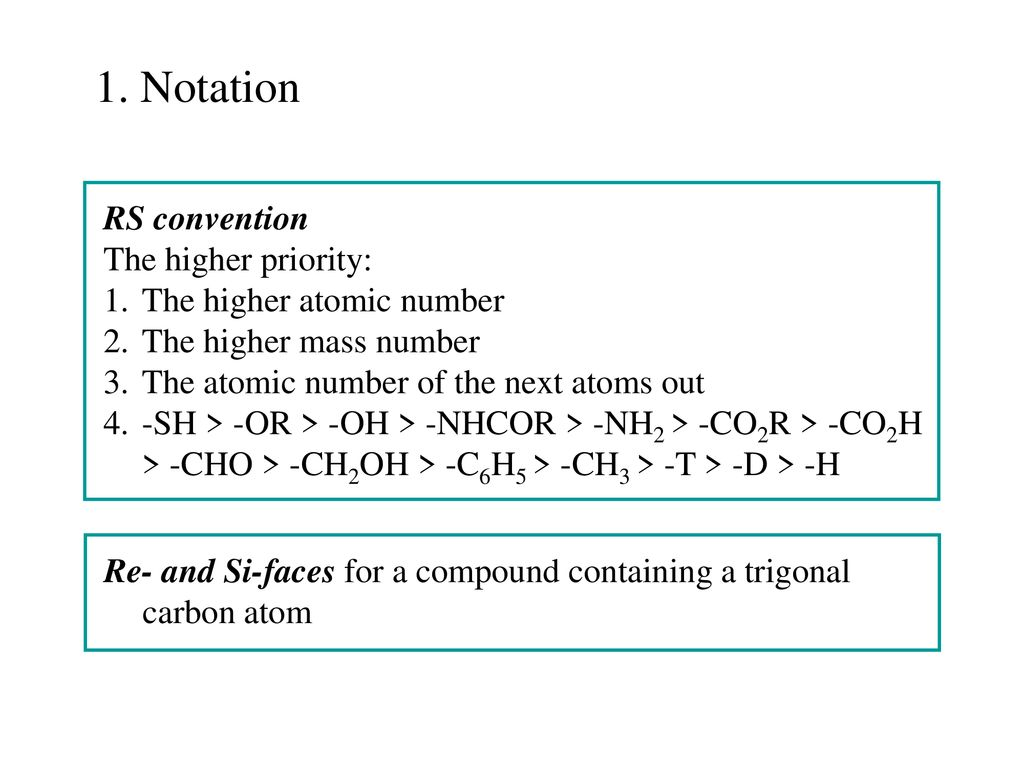 1. Notation
RS convention
The higher priority:
1. The higher atomic number
2. The higher mass number
3. The atomic number of the next atoms out
4. -SH > -OR > -OH > -NHCOR > -NH₂ > -CO₂R > -CO₂H
> -CHO > -CH₂OH > -C₆H₅ > -CH₃ > -T > -D > -H
Re- and Si-faces for a compound containing a trigonal
carbon atom